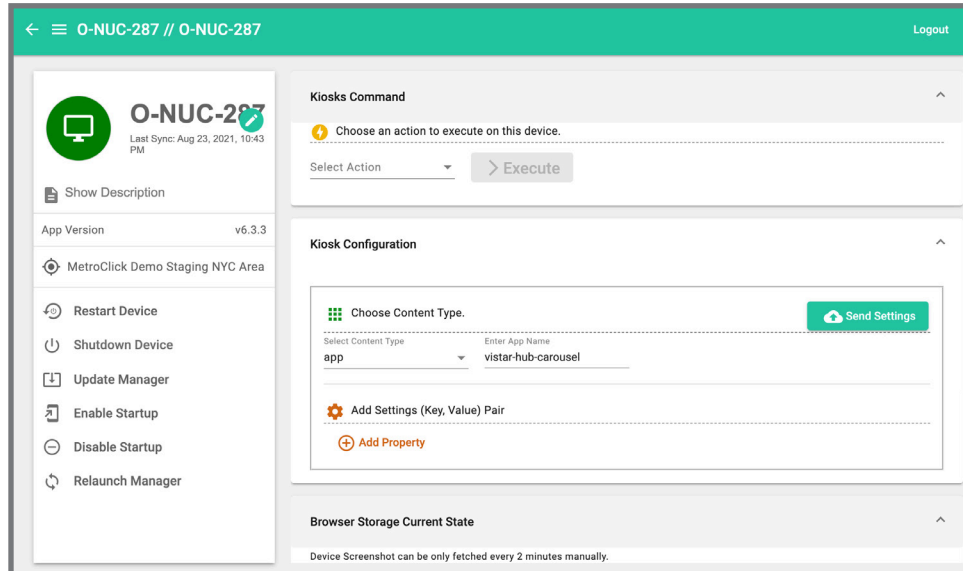 O-NUC-287 // O-NUC-287
Logout
O-NUC-287
Last Sync: Aug 23, 2021, 10:43
PM
Show Description
App Version v6.3.3
MetroClick Demo Staging NYC Area
Restart Device
Shutdown Device
Update Manager
Enable Startup
Disable Startup
Relaunch Manager
Kiosks Command
Choose an action to execute on this device.
Select Action
Execute
Kiosk Configuration
Choose Content Type.
Send Settings
Select Content Type
Enter App Name
app
vistar-hub-carousel
Add Settings (Key, Value) Pair
Add Property
Browser Storage Current State
Device Screenshot can be only fetched every 2 minutes manually.